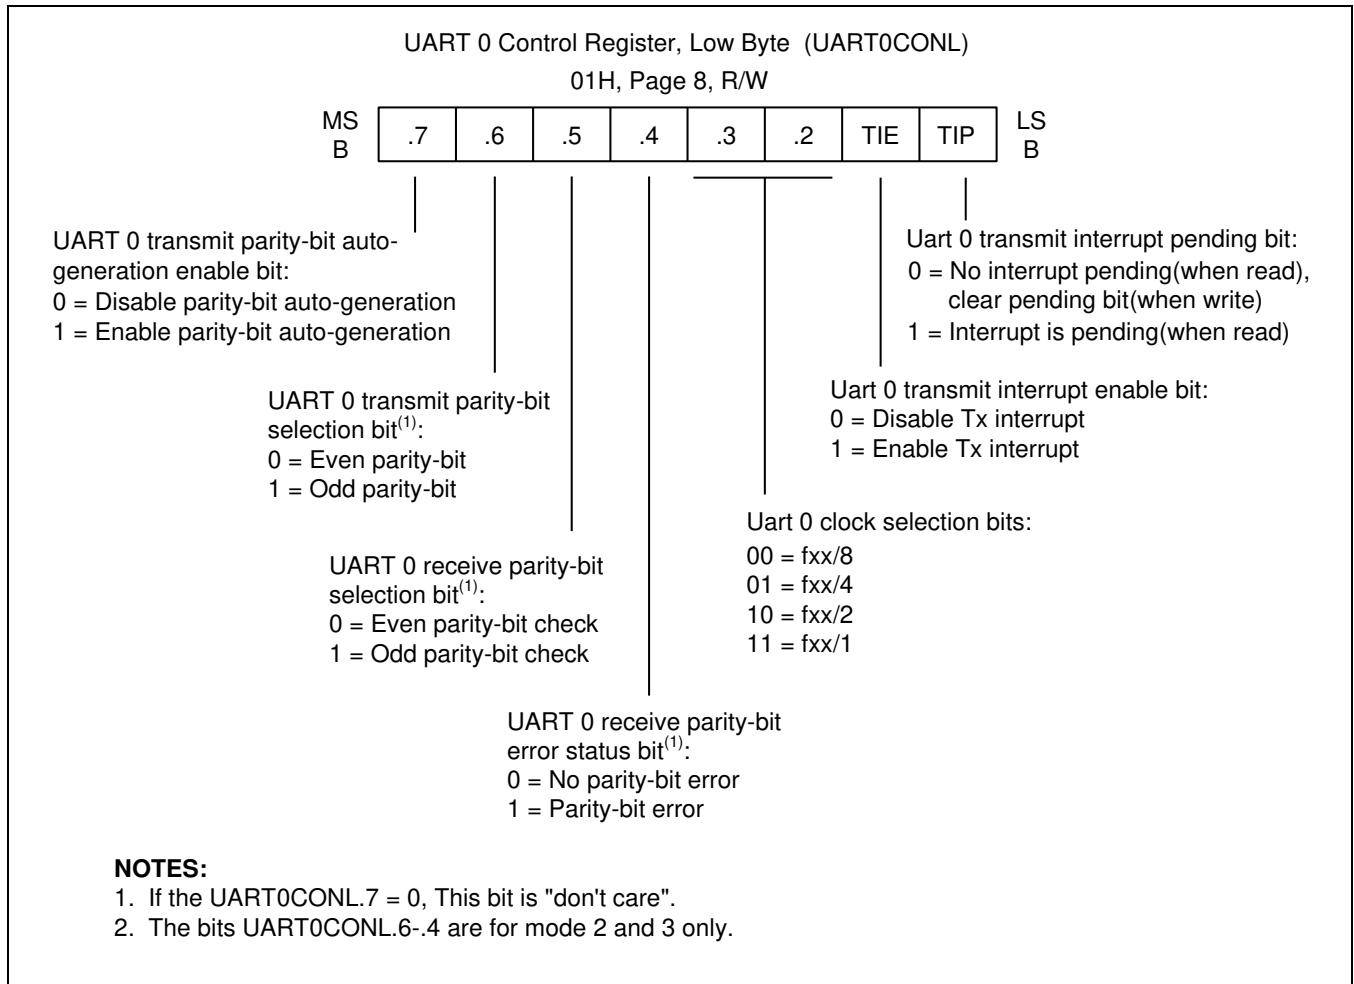 UART 0 Control Register, Low Byte (UART0CONL)
01H, Page 8, R/W
MS
B
.7 .6 .5 .4 .3 .2 TIE TIP
LS
B
UART 0 transmit parity-bit auto-
generation enable bit:
0 = Disable parity-bit auto-generation
1 = Enable parity-bit auto-generation
Uart 0 transmit interrupt pending bit:
0 = No interrupt pending(when read),
clear pending bit(when write)
1 = Interrupt is pending(when read)
UART 0 transmit parity-bit
selection bit(1):
0 = Even parity-bit
1 = Odd parity-bit
Uart 0 transmit interrupt enable bit:
0 = Disable Tx interrupt
1 = Enable Tx interrupt
UART 0 receive parity-bit
selection bit(1):
0 = Even parity-bit check
1 = Odd parity-bit check
Uart 0 clock selection bits:
00 = fxx/8
01 = fxx/4
10 = fxx/2
11 = fxx/1
UART 0 receive parity-bit
error status bit(1):
0 = No parity-bit error
1 = Parity-bit error
NOTES:
1. If the UART0CONL.7 = 0, This bit is "don't care".
2. The bits UART0CONL.6-.4 are for mode 2 and 3 only.